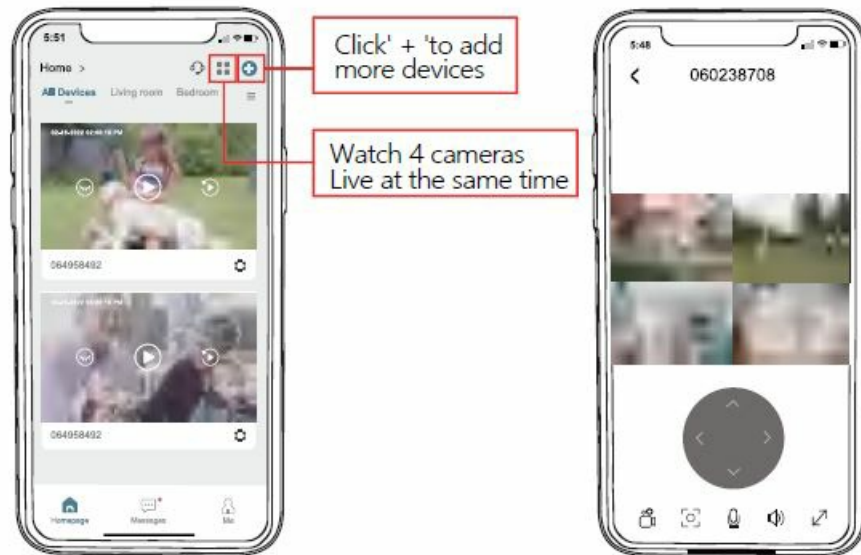 5:51
Home >
All Devices Living room Bedroom
064958492
064958492
Homepage Messages Me
Click' + 'to add
more devices
Watch 4 cameras
Live at the same time
5:48
060238708